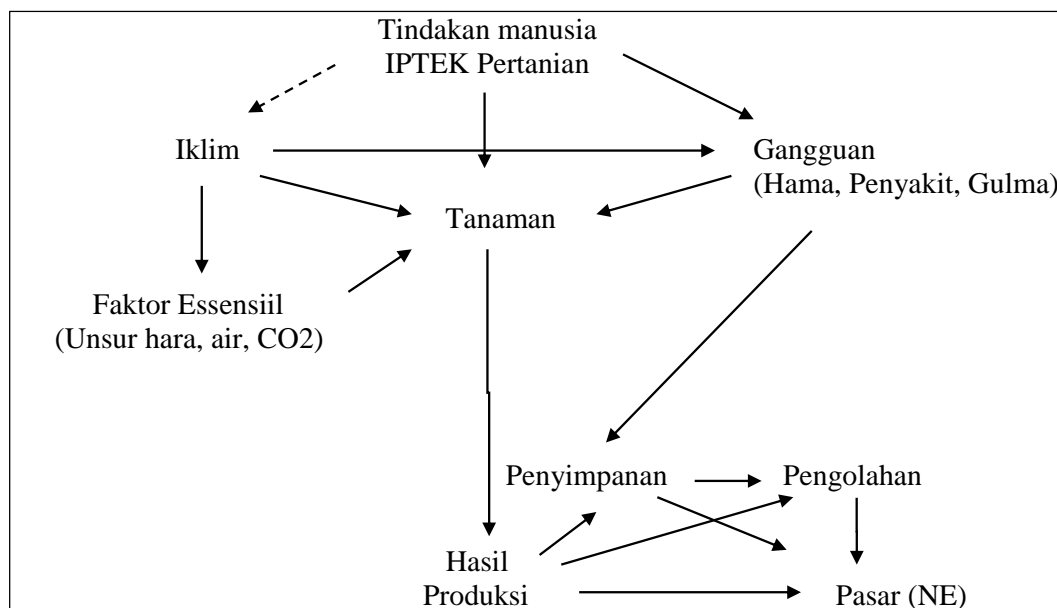 Tindakan manusia
IPTEK Pertanian
Iklim
Gangguan
(Hama, Penyakit, Gulma)
Tanaman
Faktor Essensiil
(Unsur hara, air, CO2)
Penyimpanan
Pengolahan
Hasil
Produksi
Pasar (NE)